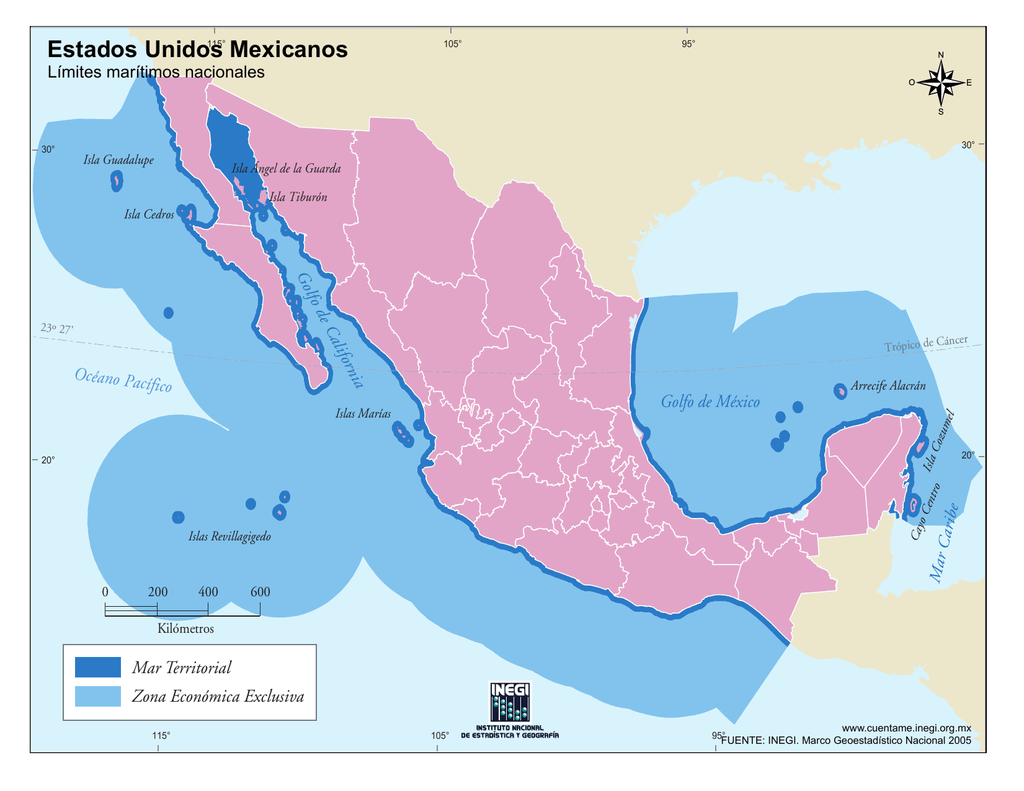 Estados Unidos Mexicanos
Límites marítimos nacionales
115°
105°
95°
N
O
E
S
30°
30°
Isla Guadalupe
Isla Ángel de la Guarda
Isla Tiburón
Isla Cedros
Golfo de California
23º 27'
Trópico de Cáncer
Océano Pacífico
Islas Marías
Golfo de México
Arrecife Alacrán
Isla Cozumel
20°
20°
Cayo Centro
Mar Caribe
Islas Revillagigedo
0 200 400 600
Kilómetros
Mar Territorial
Zona Económica Exclusiva
INEGI
INSTITUTO NACIONAL
DE ESTADÍSTICA Y GEOGRAFÍA
www.cuentame.inegi.org.mx
FUENTE: INEGI. Marco Geoestadístico Nacional 2005
115°
105°
95°